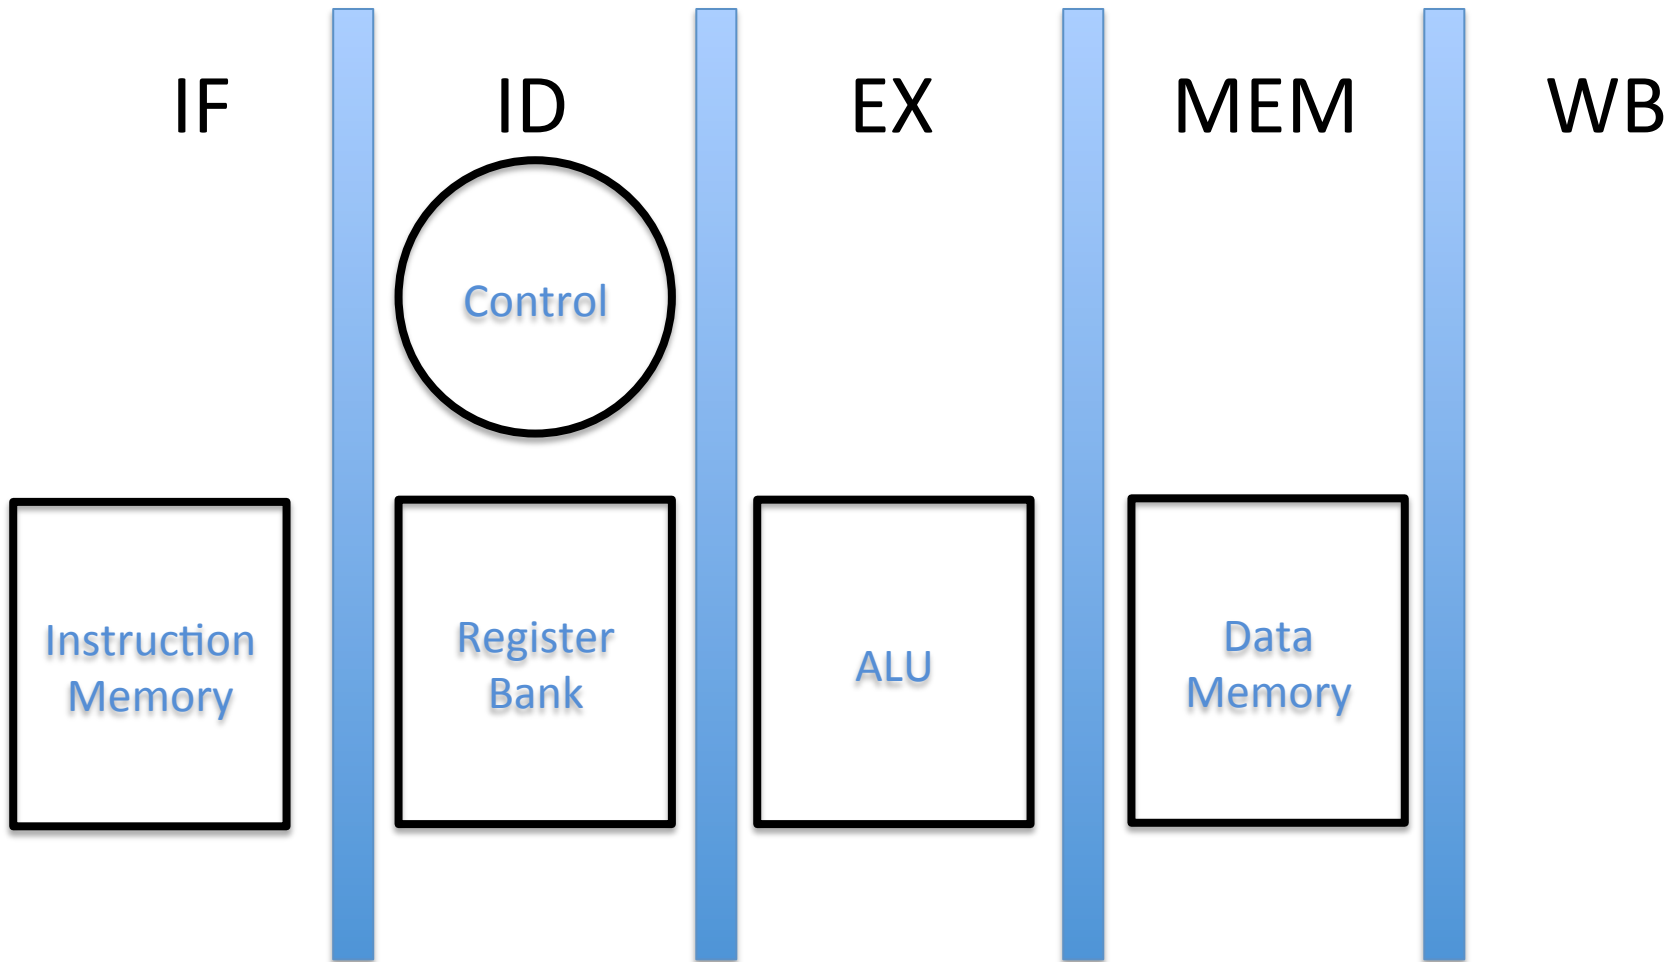 IF
ID
EX
MEM
WB
Control
Instruction
Memory
Register
Bank
ALU
Data
Memory